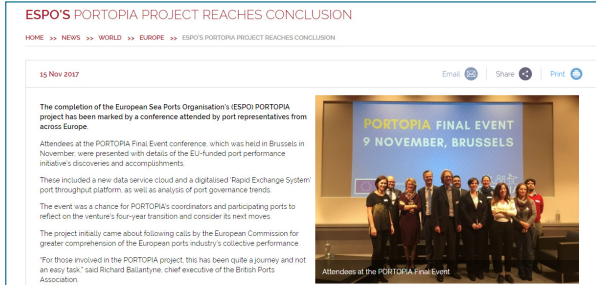 ESPO'S PORTOPIA PROJECT REACHES CONCLUSION
HOME >> NEWS >> WORLD >> EUROPE >> ESPO'S PORTOPIA PROJECT REACHES CONCLUSION
15 Nov 2017
Email
Share
Print
The completion of the European Sea Ports Organisation's (ESPO) PORTOPIA
project has been marked by a conference attended by port representatives from
across Europe.
Attendees at the PORTOPIA Final Event conference, which was held in Brussels in
November, were presented with details of the EU-funded port performance
initiative's discoveries and accomplishments.
These included a new data service cloud and a digitalised 'Rapid Exchange System'
port throughput platform, as well as analysis of port governance trends.
The event was a chance for PORTOPIA's coordinators and participating ports to
reflect on the venture's four-year transition and consider its next moves.
The project initially came about following calls by the European Commission for
greater comprehension of the European ports industry's collective performance.
"For those involved in the PORTOPIA project, this has been quite a journey and not
an easy task," said Richard Ballantyne, chief executive of the British Ports
Association.
PORTOPIA FINAL EVENT
9 NOVEMBER, BRUSSELS
Attendees at the PORTOPIA Final Event